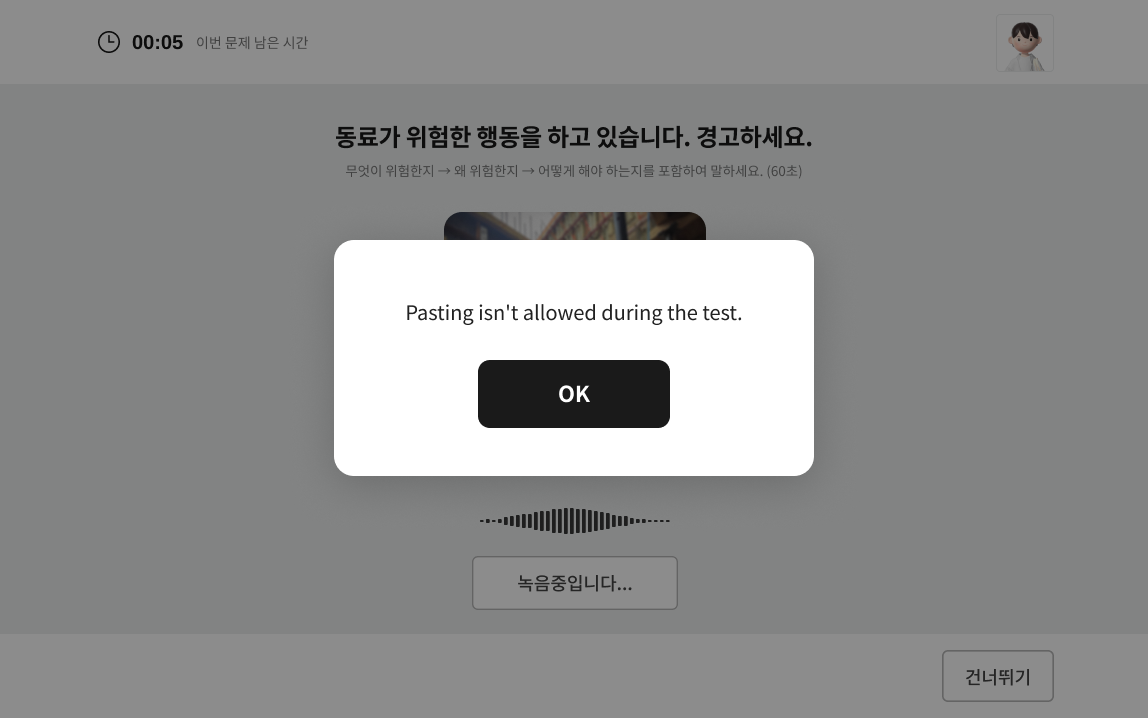 00:05 이번 문제 남은 시간
동료가 위험한 행동을 하고 있습니다. 경고하세요.
무엇이 위험한지 → 왜 위험한지 → 어떻게 해야 하는지를 포함하여 말하세요. (60초)
Pasting isn't allowed during the test.
OK
녹음중입니다...
건너뛰기